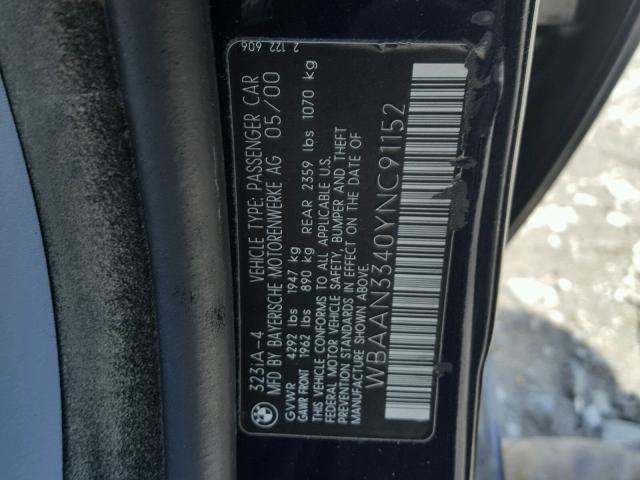 3231A-4 VEHICLE TYPE: PASSENGER CAR
MFD BY BAYERISCHE MOTORENWERKE AG 05/00
GVWR 4292 lbs 1947 kg
GAWR FRONT 1962 lbs 890 kg REAR 2359 lbs 1070 kg
THIS VEHICLE CONFORMS TO ALL APPLICABLE U.S.
FEDERAL MOTOR VEHICLE SAFETY, BUMPER AND THEFT
PREVENTION STANDARDS IN EFFECT ON THE DATE OF
MANUFACTURE SHOWN ABOVE.
WBAAN3340YNC91152
2 122 606